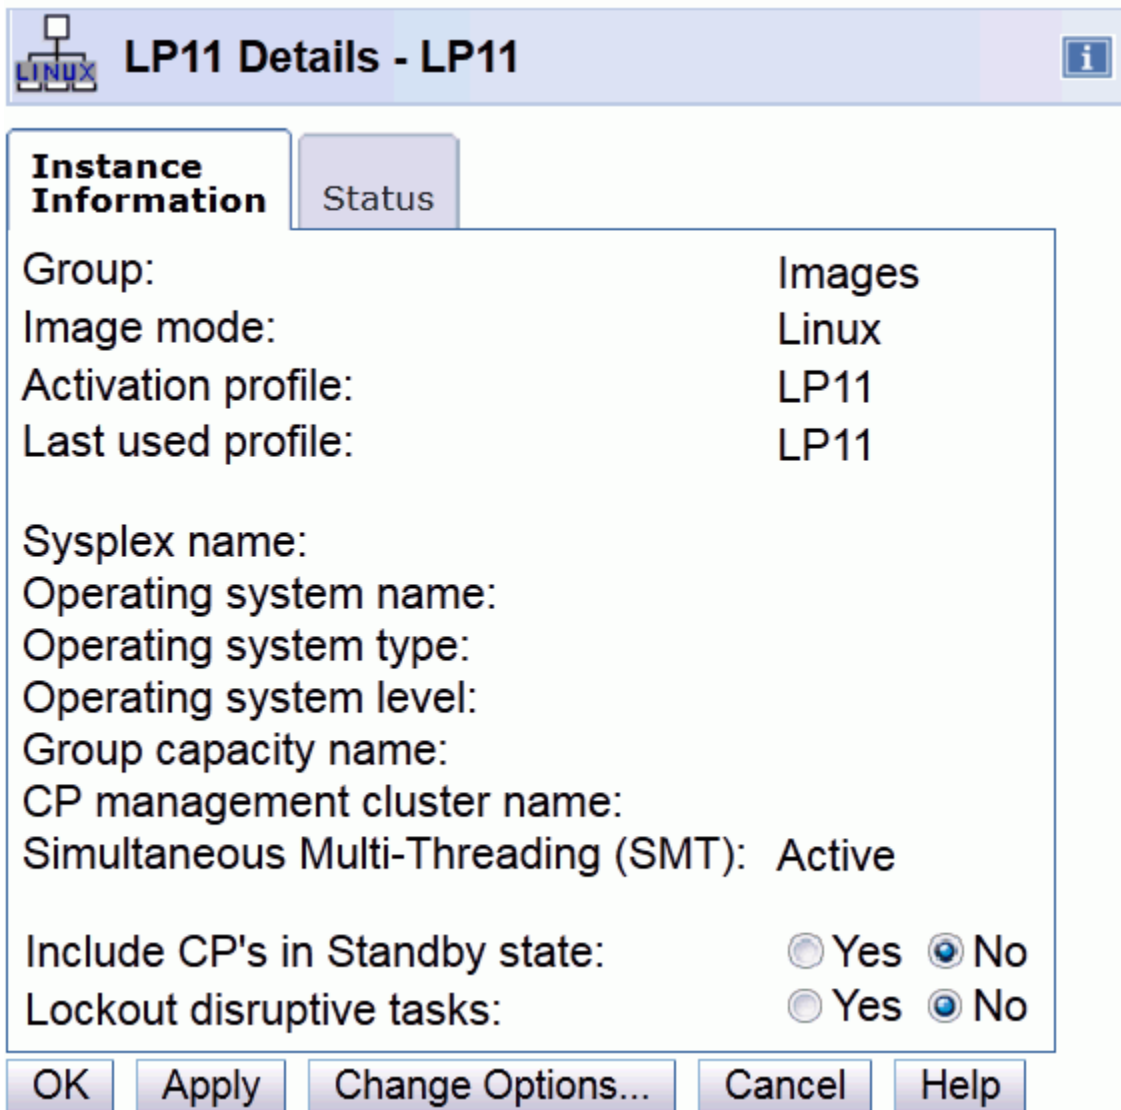 LINUX
LP11 Details - LP11
i
Instance
Information
Status
Group: Images
Image mode: Linux
Activation profile: LP11
Last used profile: LP11
Sysplex name:
Operating system name:
Operating system type:
Operating system level:
Group capacity name:
CP management cluster name:
Simultaneous Multi-Threading (SMT): Active
Include CP's in Standby state: Yes No
Lockout disruptive tasks: Yes No
OK Apply Change Options... Cancel Help